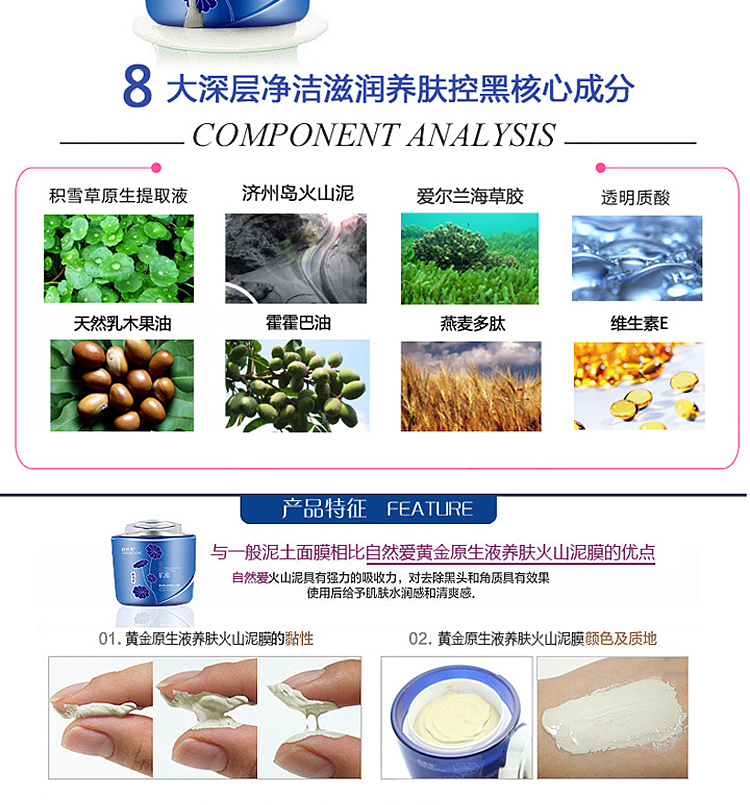 8 大深层净洁滋润养肤控黑核心成分
COMPONENT ANALYSIS
积雪草原生提取液 济州岛火山泥 爱尔兰海草胶 透明质酸
天然乳木果油 霍霍巴油 燕麦多肽 维生素E
产品特征 FEATURE
与一般泥土面膜相比自然爱黄金原生液养肤火山泥膜的优点
自然爱火山泥具有强力的吸收力，对去除黑头和角质具有效果
使用后给予肌肤水润感和清爽感.
01. 黄金原生液养肤火山泥膜的黏性 02. 黄金原生液养肤火山泥膜颜色及质地